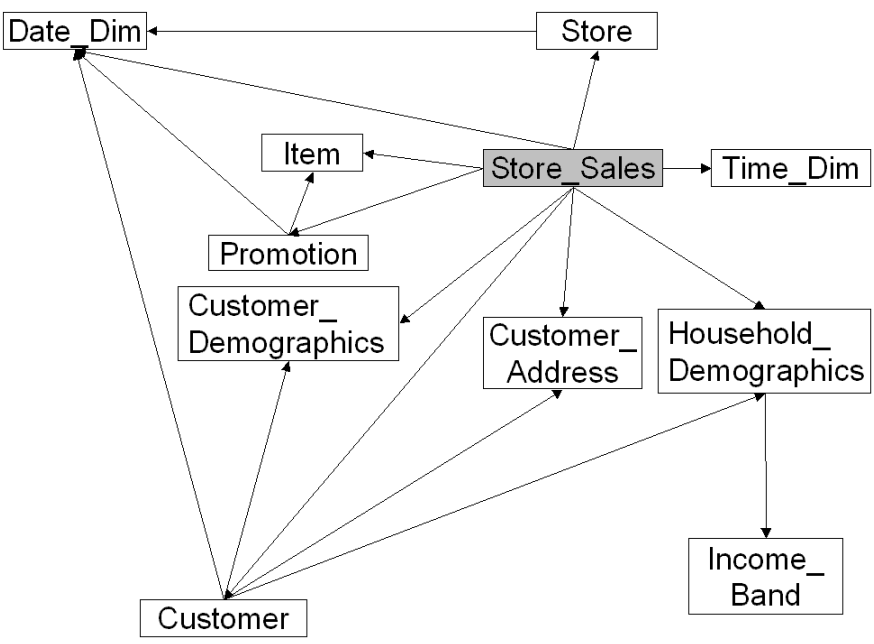 Date_Dim
Store
Item
Store_Sales
Time_Dim
Promotion
Customer_
Demographics
Customer_
Address
Household_
Demographics
Income_
Band
Customer